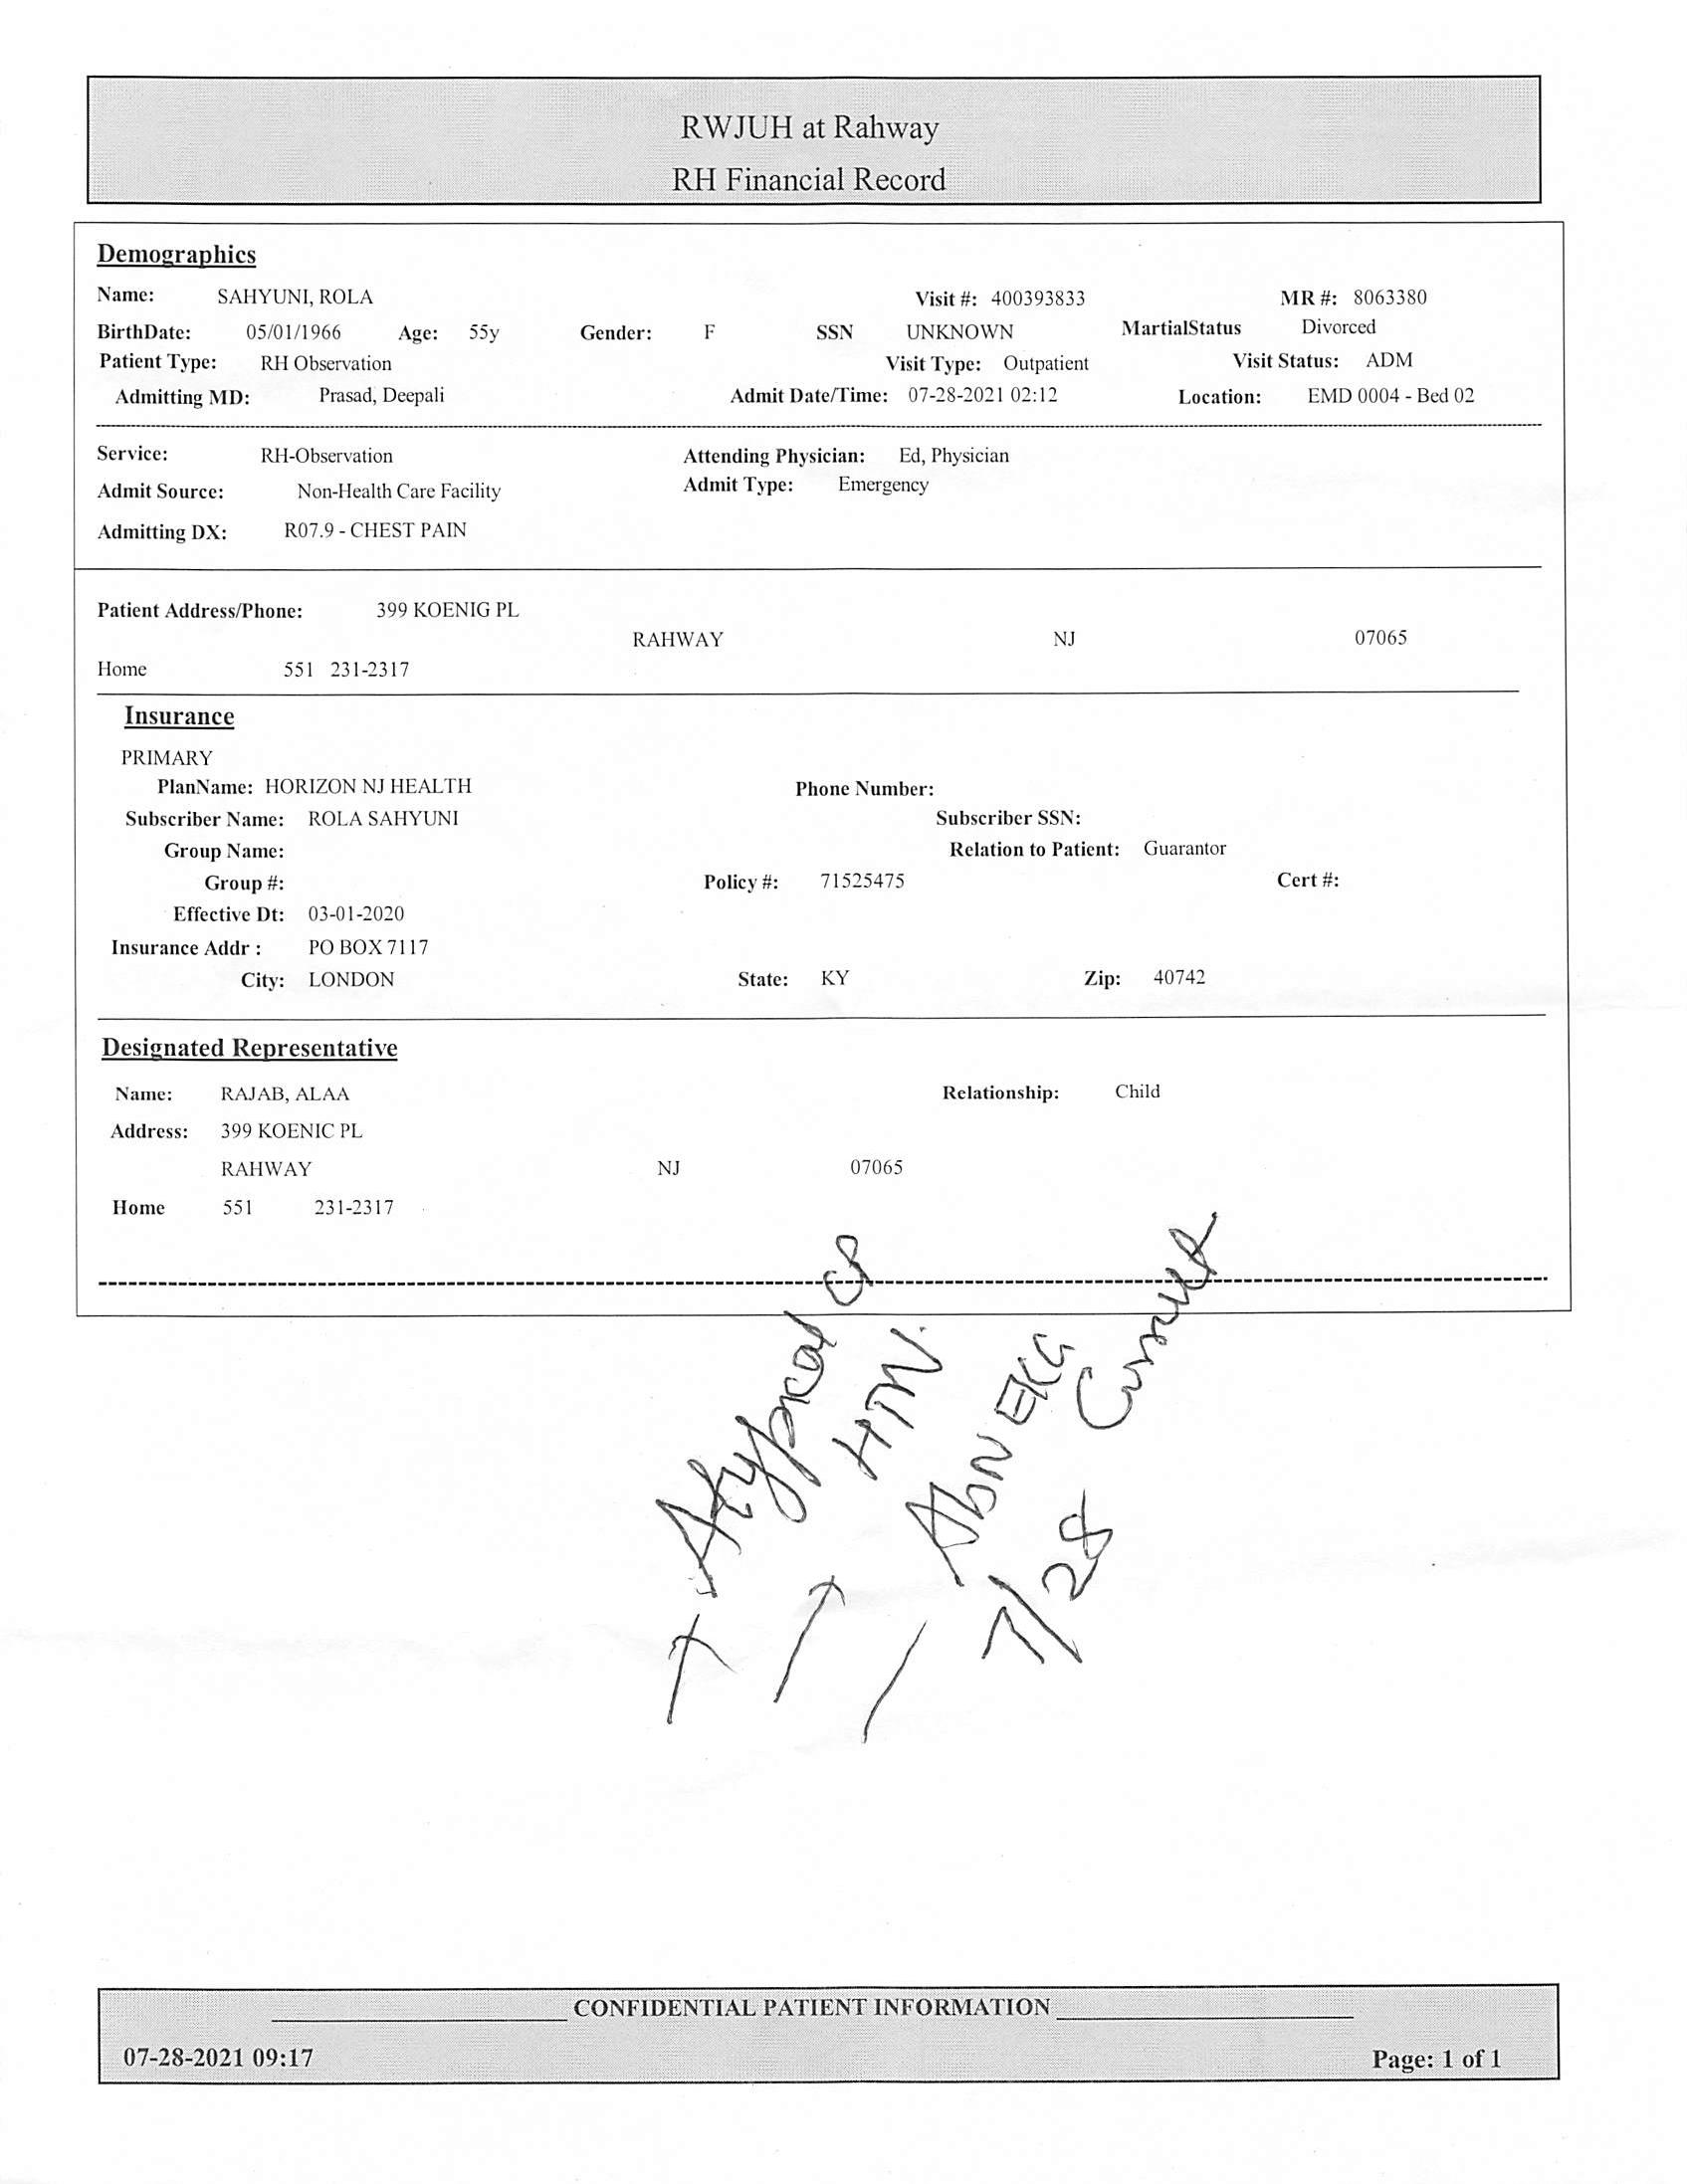 RWJUH at Rahway
RH Financial Record
Demographics
Name: SAHYUNI, ROLA Visit #: 400393833 MR #: 8063380
BirthDate: 05/01/1966 Age: 55y Gender: F SSN UNKNOWN MartialStatus Divorced
Patient Type: RH Observation Visit Type: Outpatient Visit Status: ADM
Admitting MD: Prasad, Deepali Admit Date/Time: 07-28-2021 02:12 Location: EMD 0004 - Bed 02
Service: RH-Observation Attending Physician: Ed, Physician
Admit Source: Non-Health Care Facility Admit Type: Emergency
Admitting DX: R07.9 - CHEST PAIN
Patient Address/Phone: 399 KOENIG PL
RAHWAY NJ 07065
Home 551 231-2317
Insurance
PRIMARY
PlanName: HORIZON NJ HEALTH Phone Number:
Subscriber Name: ROLA SAHYUNI Subscriber SSN:
Group Name: Relation to Patient: Guarantor
Group #: Policy #: 71525475 Cert #:
Effective Dt: 03-01-2020
Insurance Addr : PO BOX 7117
City: LONDON State: KY Zip: 40742
Designated Representative
Name: RAJAB, ALAA Relationship: Child
Address: 399 KOENIC PL
RAHWAY NJ 07065
Home 551 231-2317
Atypical CP
HTN
Abn EKG
7/28 Consult
CONFIDENTIAL PATIENT INFORMATION
07-28-2021 09:17 Page: 1 of 1